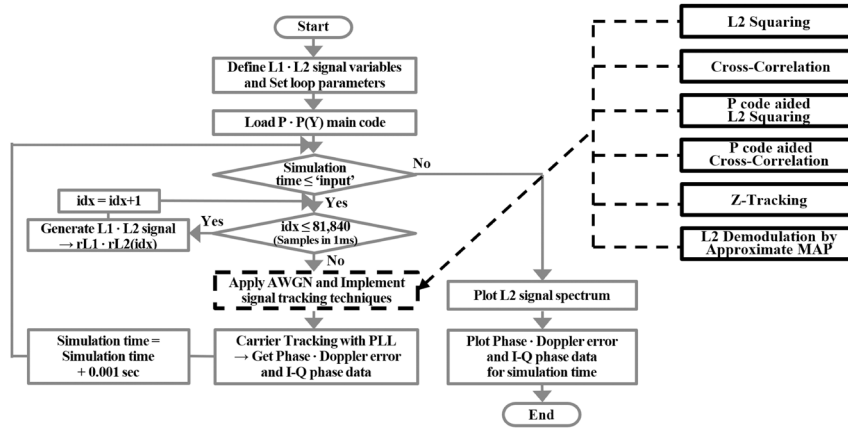 Start
Define L1 · L2 signal variables
and Set loop parameters
Load P · P(Y) main code
Simulation
time ≤ ‘input’
No
Yes
idx = idx+1
Generate L1 · L2 signal
→ rL1 · rL2(idx)
Yes
idx ≤ 81,840
(Samples in 1ms)
No
Apply AWGN and Implement
signal tracking techniques
Carrier Tracking with PLL
→ Get Phase · Doppler error
and I-Q phase data
Simulation time =
Simulation time
+ 0.001 sec
Plot L2 signal spectrum
Plot Phase · Doppler error
and I-Q phase data
for simulation time
End
L2 Squaring
Cross-Correlation
P code aided
L2 Squaring
P code aided
Cross-Correlation
Z-Tracking
L2 Demodulation by
Approximate MAP